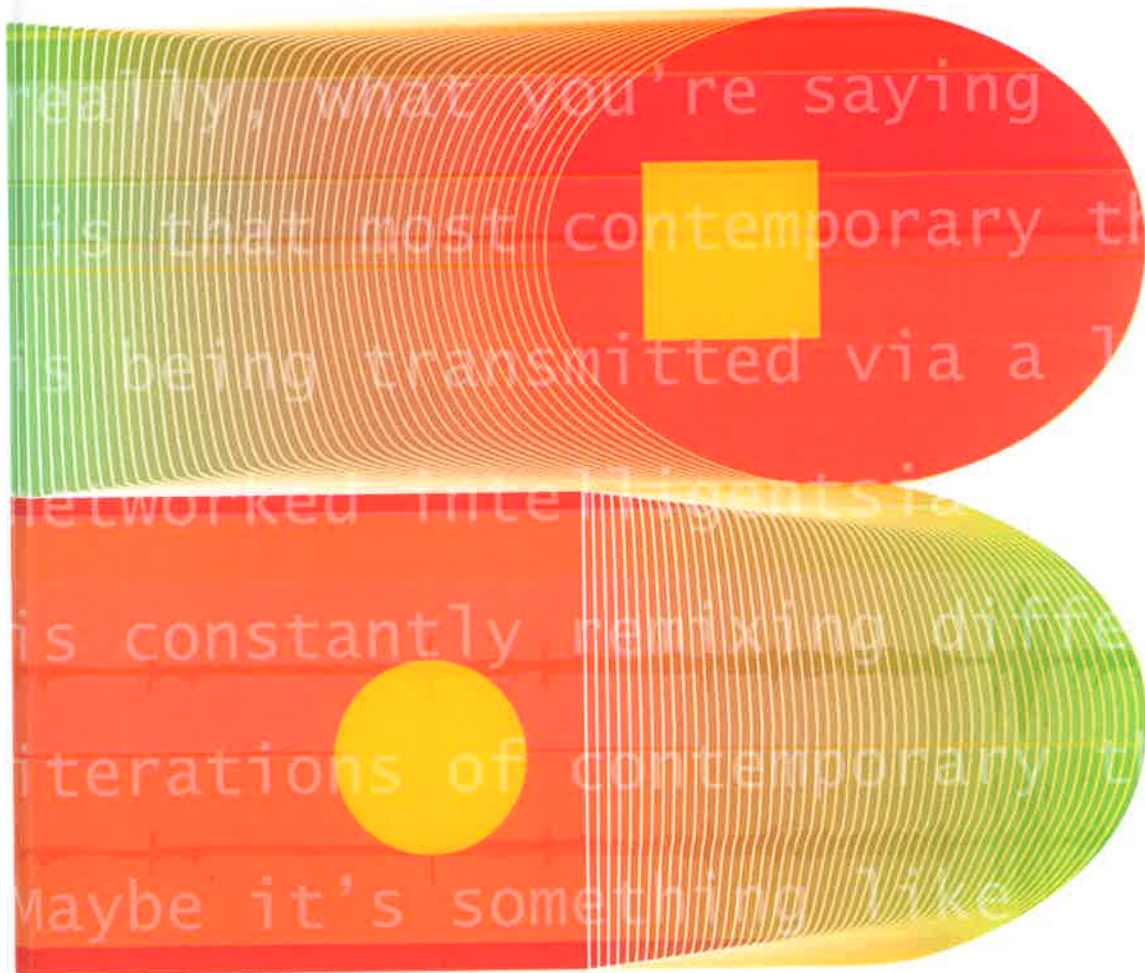 really, what you're saying
is that most contemporary th
is being transmitted via a l
networked intelligentsia
is constantly remixing diffe
iterations of contemporary t
Maybe it's something like